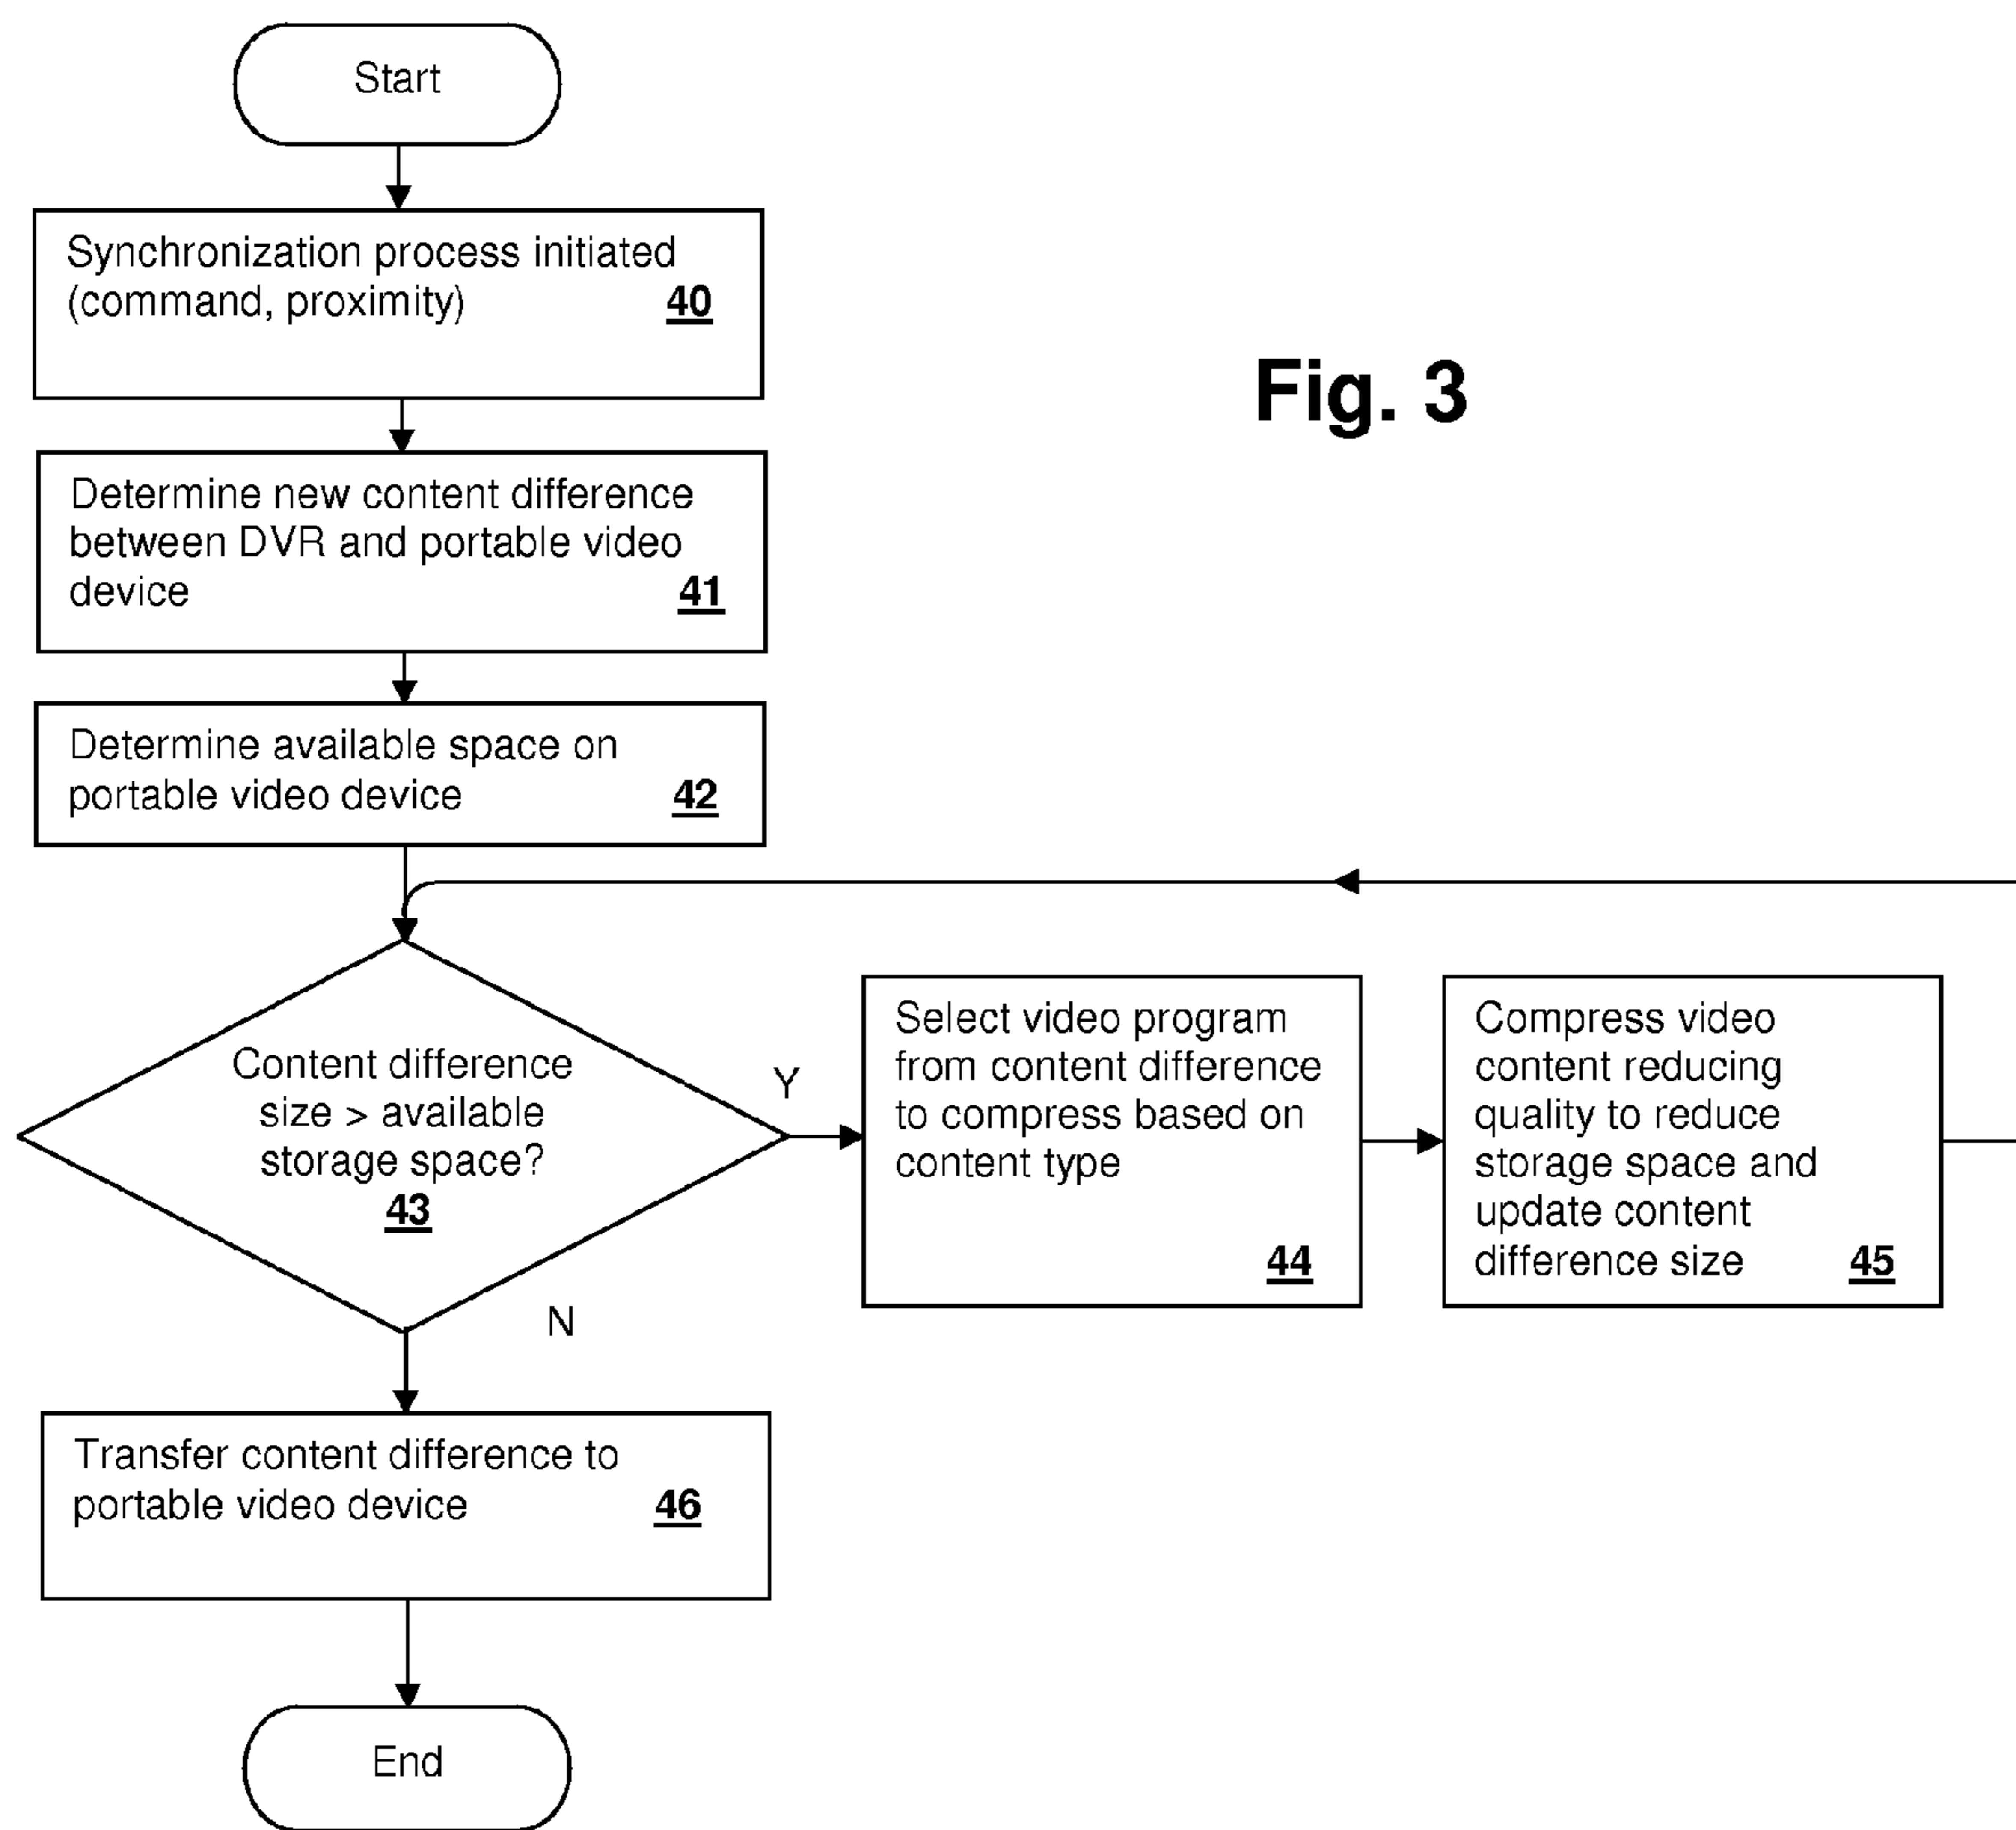 Start
Synchronization process initiated
(command, proximity) 40
Fig. 3
Determine new content difference
between DVR and portable video
device 41
Determine available space on
portable video device 42
Content difference
size > available
storage space?
43
Y
N
Select video program
from content difference
to compress based on
content type
44
Compress video
content reducing
quality to reduce
storage space and
update content
difference size 45
Transfer content difference to
portable video device 46
End